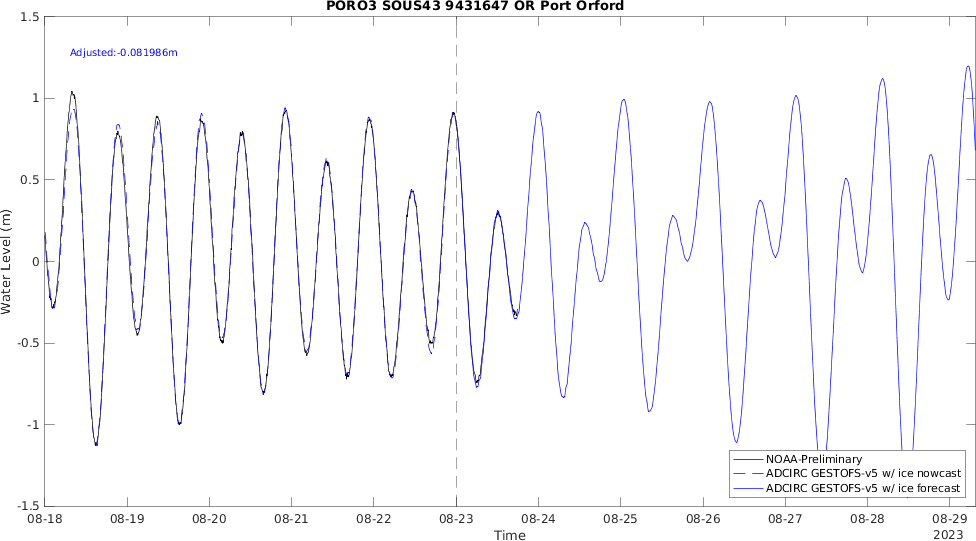 PORO3 SOUS43 9431647 OR Port Orford
Adjusted:-0.081986m
1.5
1
0.5
0
-0.5
-1
-1.5
Water Level (m)
NOAA-Preliminary
ADCIRC GESTOFS-v5 w/ ice nowcast
ADCIRC GESTOFS-v5 w/ ice forecast
08-18 08-19 08-20 08-21 08-22 08-23 08-24 08-25 08-26 08-27 08-28 08-29
Time
2023